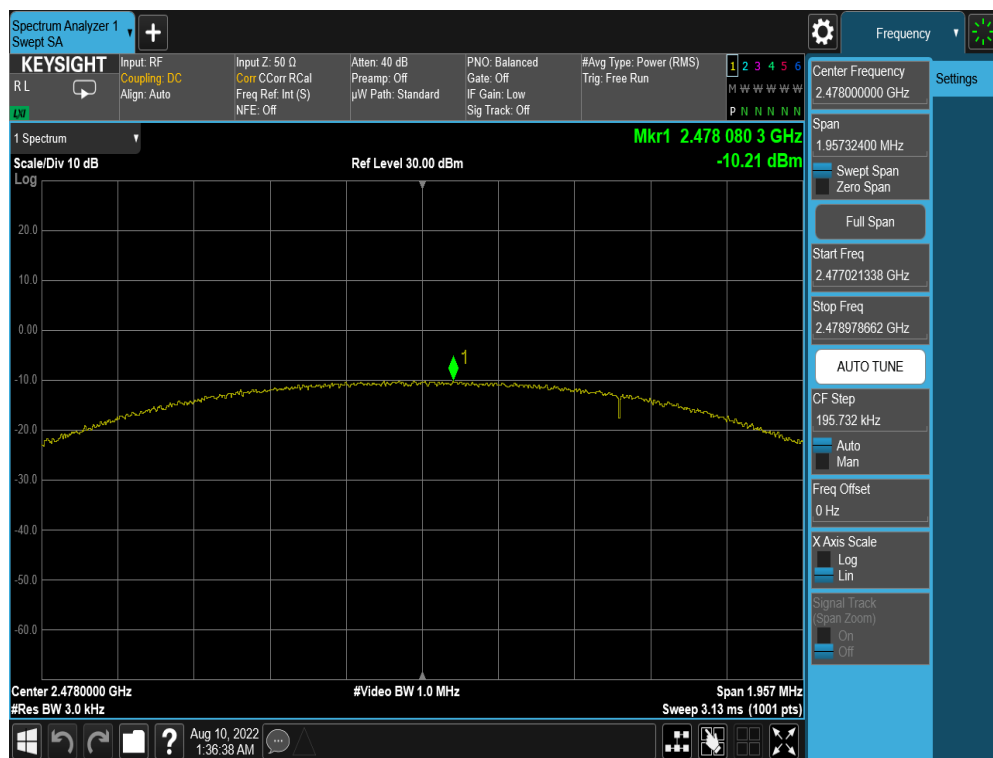 Spectrum Analyzer 1
Swept SA
+
Frequency
KEYSIGHT
R L
LXI
Input: RF
Coupling: DC
Align: Auto
Input Z: 50 Ω
Corr CCorr RCal
Freq Ref: Int (S)
NFE: Off
Atten: 40 dB
Preamp: Off
µW Path: Standard
PNO: Balanced
Gate: Off
IF Gain: Low
Sig Track: Off
#Avg Type: Power (RMS)
Trig: Free Run
1 2 3 4 5 6
M W W W W W
P N N N N N
1 Spectrum
Scale/Div 10 dB
Log
Ref Level 30.00 dBm
Mkr1 2.478 080 3 GHz
-10.21 dBm
20.0
10.0
0.00
-10.0
-20.0
-30.0
-40.0
-50.0
-60.0
1
Center 2.4780000 GHz
#Res BW 3.0 kHz
#Video BW 1.0 MHz
Span 1.957 MHz
Sweep 3.13 ms (1001 pts)
?
Aug 10, 2022
1:36:38 AM
Center Frequency
2.478000000 GHz
Settings
Span
1.95732400 MHz
Swept Span
Zero Span
Full Span
Start Freq
2.477021338 GHz
Stop Freq
2.478978662 GHz
AUTO TUNE
CF Step
195.732 kHz
Auto
Man
Freq Offset
0 Hz
X Axis Scale
Log
Lin
Signal Track
(Span Zoom)
On
Off